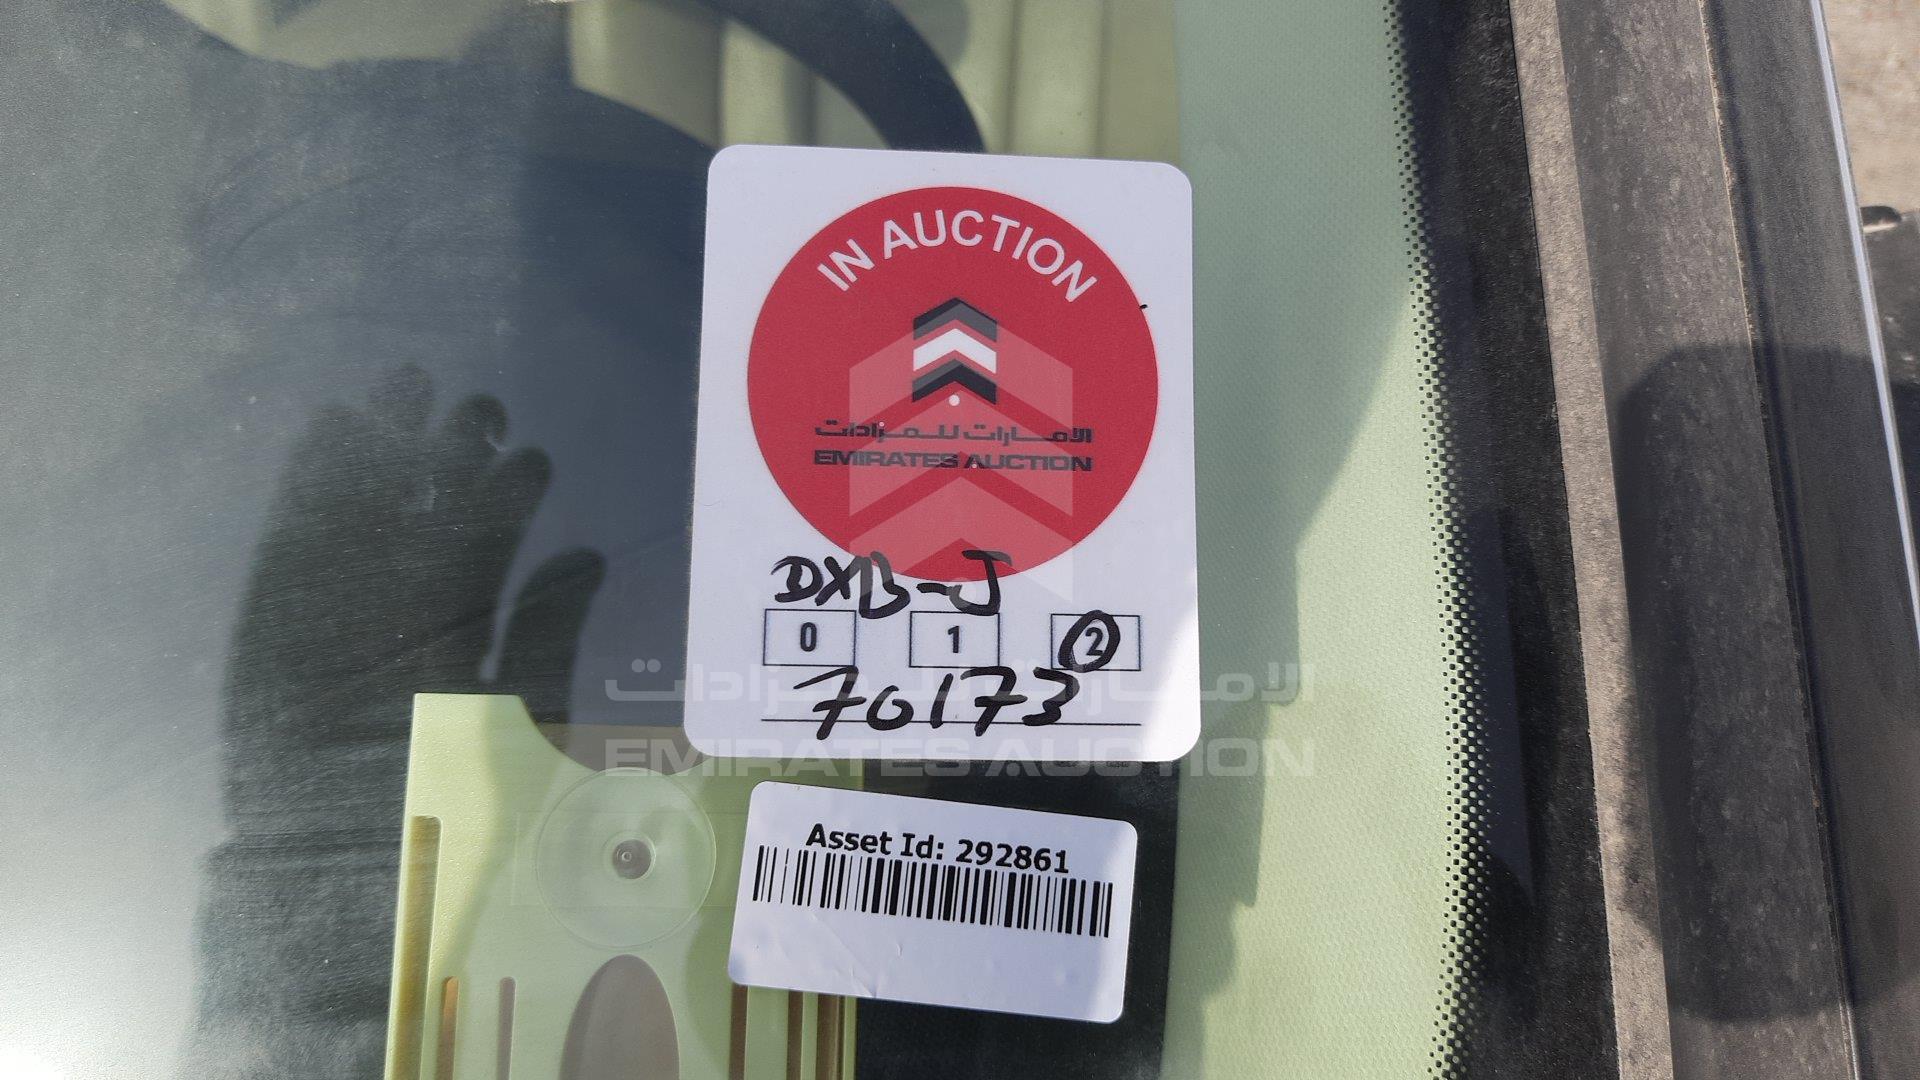 IN AUCTION
الامارات للمزادات
EMIRATES AUCTION
DXB-J
0 1 2
70173
الامارات للمزادات
EMIRATES AUCTION
Asset Id: 292861